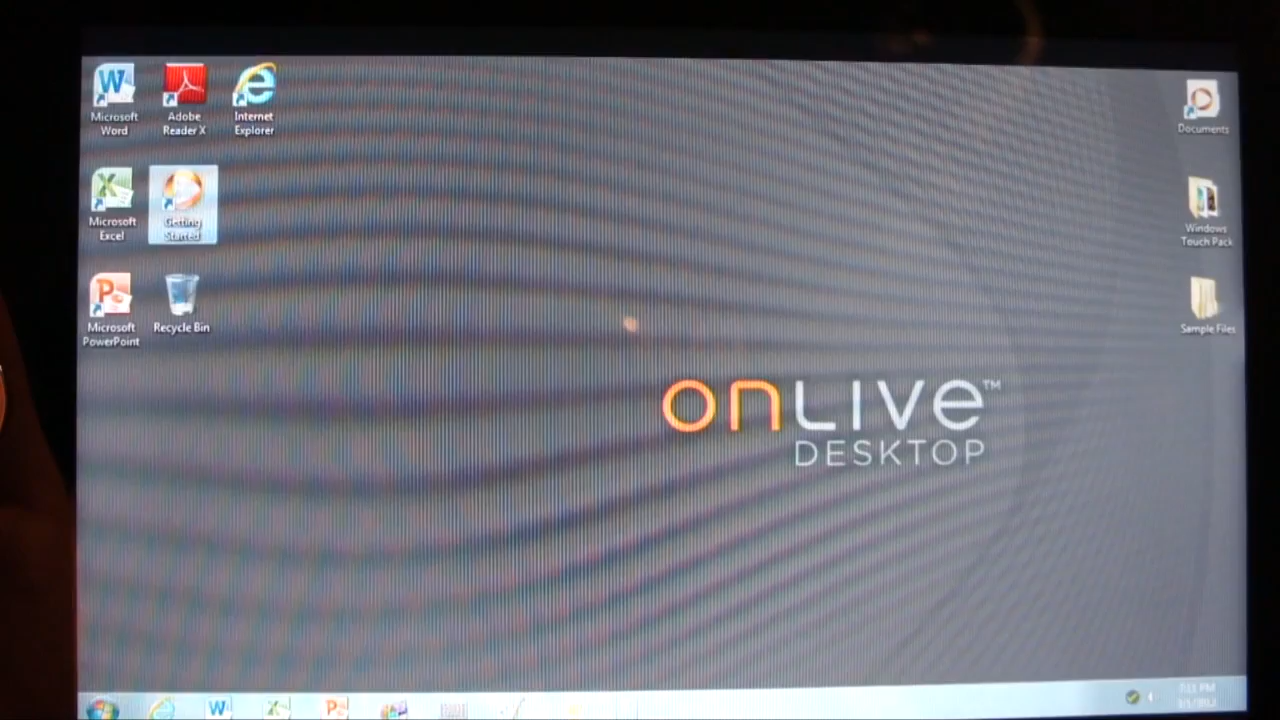 Microsoft
Word
Adobe
Reader X
Internet
Explorer
Documents
Microsoft
Excel
Getting
Started
Windows
Touch Pack
Microsoft
PowerPoint
Recycle Bin
Sample Files
onLive™
DESKTOP